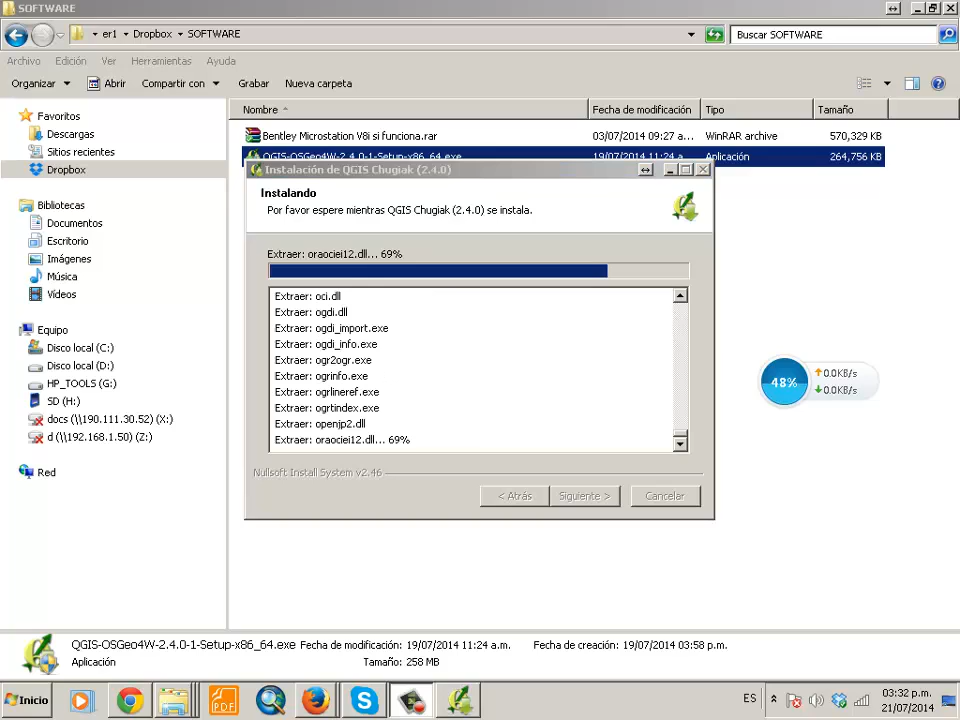 SOFTWARE
er1 Dropbox SOFTWARE
Buscar SOFTWARE
Archivo Edición Ver Herramientas Ayuda
Organizar Abrir Compartir con Grabar Nueva carpeta
Favoritos
Descargas
Sitios recientes
Dropbox
Bibliotecas
Documentos
Escritorio
Imágenes
Música
Vídeos
Equipo
Disco local (C:)
Disco local (D:)
HP_TOOLS (G:)
SD (H:)
docs (\\190.111.30.52) (X:)
d (\\192.168.1.50) (Z:)
Red
Nombre Fecha de modificación Tipo Tamaño
Bentley Microstation V8i si funciona.rar 03/07/2014 09:27 a... WinRAR archive 570,329 KB
QGIS-OSGeo4W-2.4.0-1-Setup-x86_64.exe 19/07/2014 11:24 a... Aplicación 264,756 KB
Instalación de QGIS Chugiak (2.4.0)
Instalando
Por favor espere mientras QGIS Chugiak (2.4.0) se instala.
Extraer: oraociei12.dll... 69%
Extraer: oci.dll
Extraer: ogdi.dll
Extraer: ogdi_import.exe
Extraer: ogdi_info.exe
Extraer: ogr2ogr.exe
Extraer: ogrinfo.exe
Extraer: ogrlineref.exe
Extraer: ogrtindex.exe
Extraer: openjp2.dll
Extraer: oraociei12.dll... 69%
Nullsoft Install System v2.46
< Atrás Siguiente > Cancelar
48%
0.0KB/s
0.0KB/s
QGIS-OSGeo4W-2.4.0-1-Setup-x86_64.exe Fecha de modificación: 19/07/2014 11:24 a.m. Fecha de creación: 19/07/2014 03:58 p.m.
Aplicación Tamaño: 258 MB
Inicio
PDF
ES
03:32 p.m.
21/07/2014